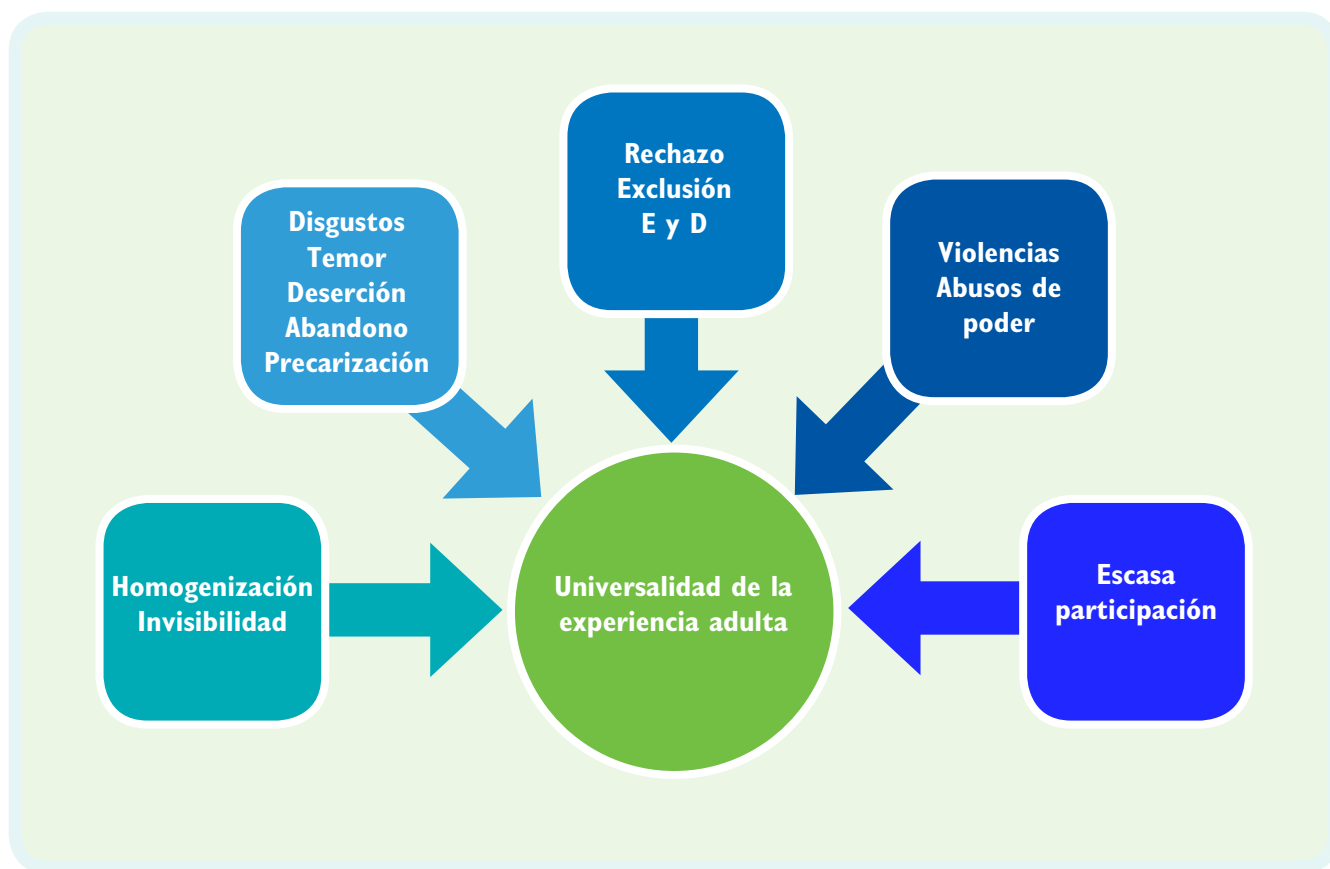 Rechazo
Exclusión
E y D
Disgustos
Temor
Deserción
Abandono
Precarización
Violencias
Abusos de
poder
Homogenización
Invisibilidad
Universalidad de la
experiencia adulta
Escasa
participación